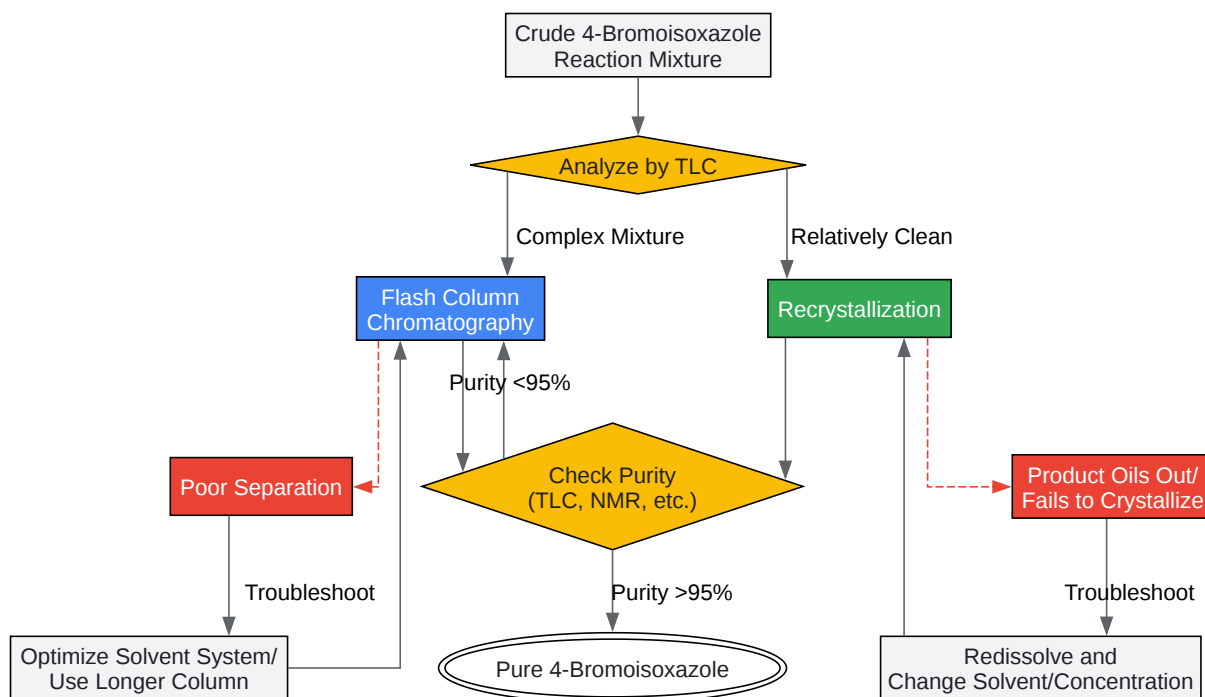 Crude 4-Bromoisoxazole
Reaction Mixture
Analyze by TLC
Complex Mixture
Relatively Clean
Flash Column
Chromatography
Recrystallization
Purity <95%
Poor Separation
Check Purity
(TLC, NMR, etc.)
Product Oils Out/
Fails to Crystallize
Troubleshoot
Purity >95%
Troubleshoot
Optimize Solvent System/
Use Longer Column
Pure 4-Bromoisoxazole
Redissolve and
Change Solvent/Concentration